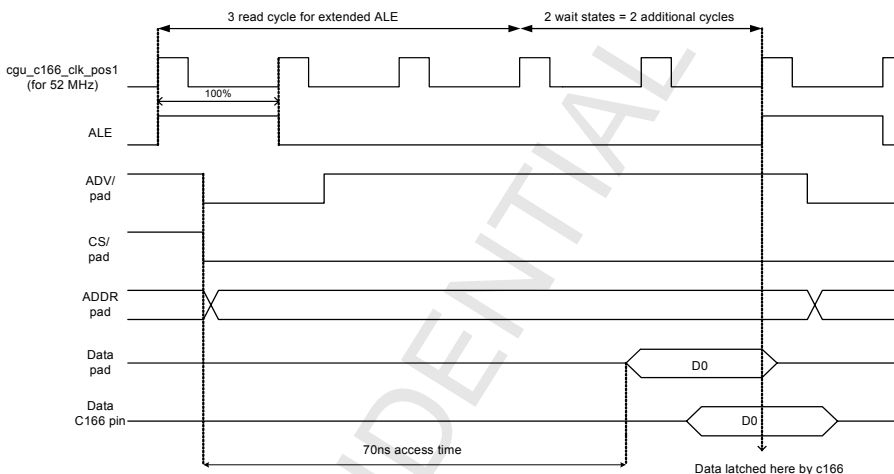 3 read cycle for extended ALE
2 wait states = 2 additional cycles
cgu_c166_clk_pos1
(for 52 MHz)
100%
ALE
ADV/
pad
CS/
pad
ADDR
pad
Data
pad
D0
Data
C166 pin
D0
70ns access time
Data latched here by c166
NDENTIAL